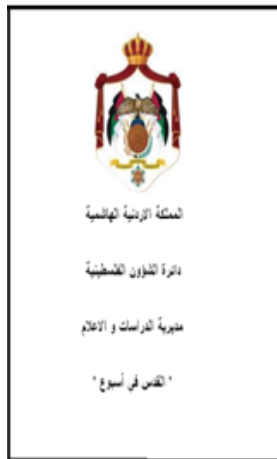 المملكة الاردنية الهاشمية
دائرة الشؤون الفلسطينية
مديرية الدراسات و الاعلام
" القدس في أسبوع "